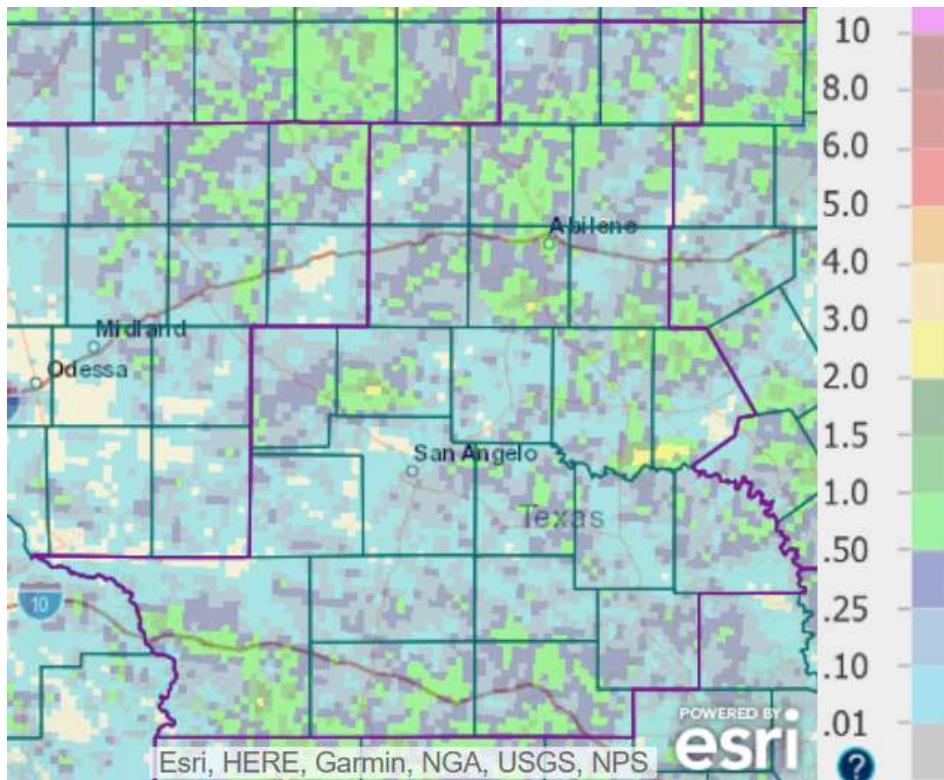 Abilene
Midland
Odessa
San Angelo
Texas
10
Esri, HERE, Garmin, NGA, USGS, NPS
POWERED BY
esri
10
8.0
6.0
5.0
4.0
3.0
2.0
1.5
1.0
.50
.25
.10
.01
?